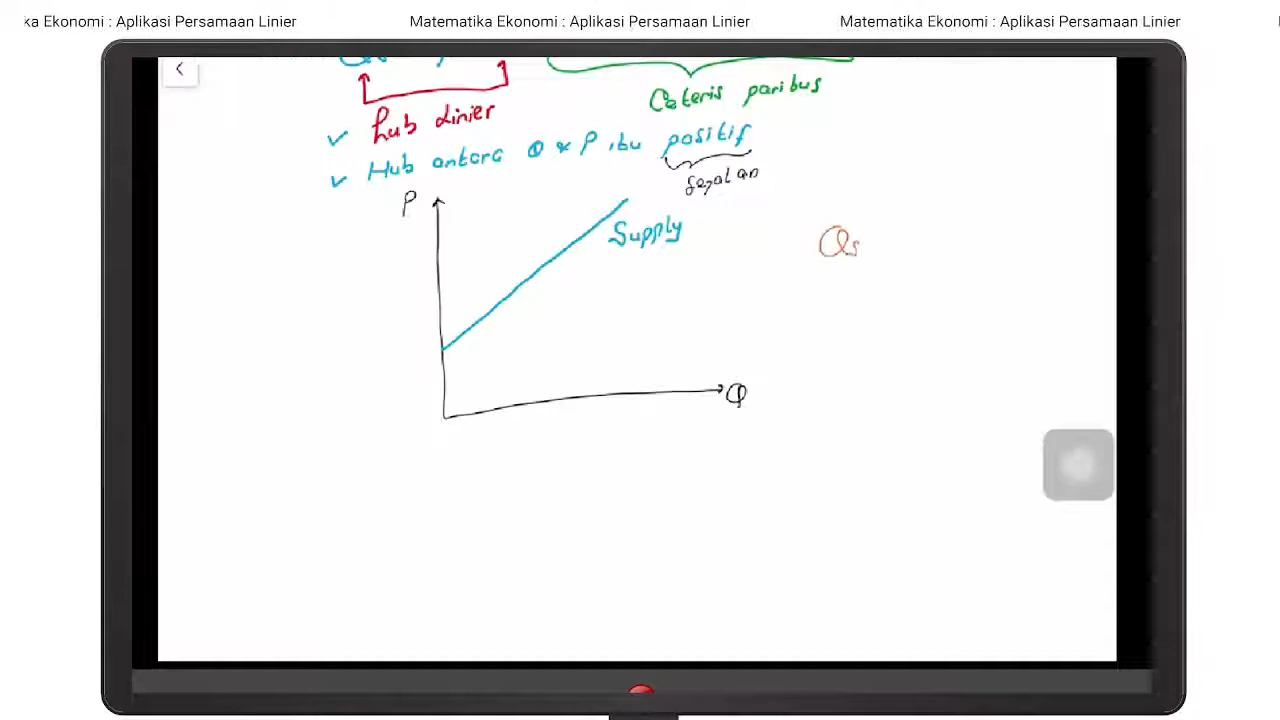 ka Ekonomi : Aplikasi Persamaan Linier Matematika Ekonomi : Aplikasi Persamaan Linier Matematika Ekonomi : Aplikasi Persamaan Linier
Ceteris paribus
✓ hub Linier
✓ Hub antara Q & P itu positif
Sejalan
P
Supply
Qs
Q